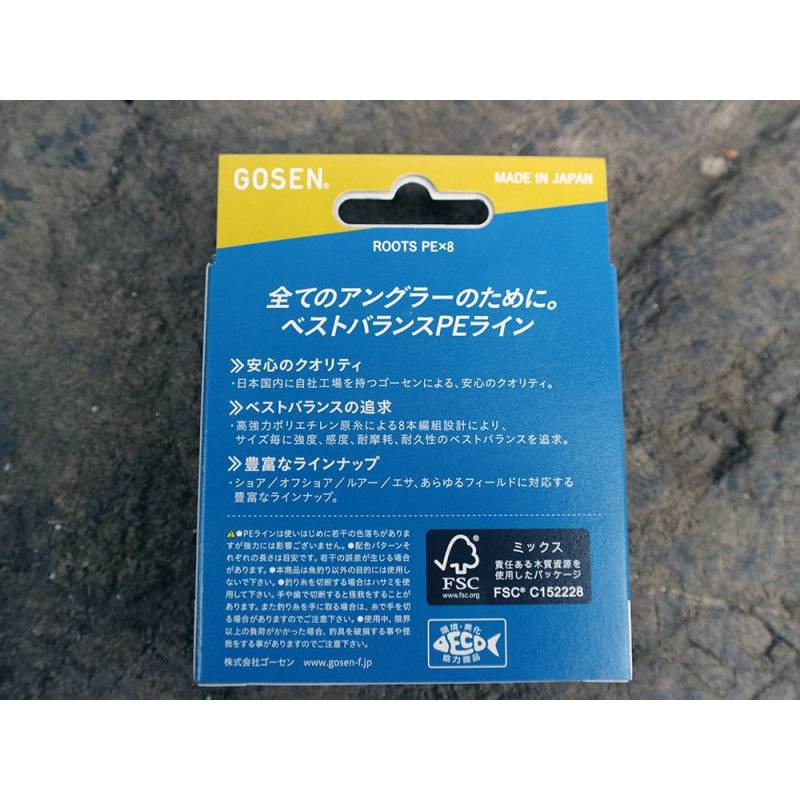 GOSEN®
MADE IN JAPAN
ROOTS PE×8
全てのアングラーのために。
ベストバランスPEライン
≫安心のクオリティ
・日本国内に自社工場を持つゴーセンによる、安心のクオリティ。
≫ベストバランスの追求
・高強力ポリエチレン原糸による8本編組設計により、
サイズ毎に強度、感度、耐摩耗、耐久性のベストバランスを追求。
≫豊富なラインナップ
・ショア／オフショア／ルアー／エサ、あらゆるフィールドに対応する
豊富なラインナップ。
⚠●PEラインは使いはじめに若干の色落ちがありま
すが強力には影響ございません。●配色パターンそ
れぞれの長さは目安です。若干の誤差が生じる場合
があります。●本商品は魚釣り以外の目的には使用し
ないで下さい。●釣り糸を切断する場合はハサミを使
用して下さい。手や歯で切断すると怪我をすることが
あります。また釣り糸を手に取る場合は、糸で手を切
る場合がありますのでご注意下さい。●使用中、限界
以上の負荷がかかった場合、釣具を破損する事や怪
我をする事がありますのでご注意下さい。
株式会社ゴーセン www.gosen-f.jp
FSC
www.fsc.org
ミックス
責任ある木質資源を
使用したパッケージ
FSC® C152228
環境・美化
ECO
協力商品